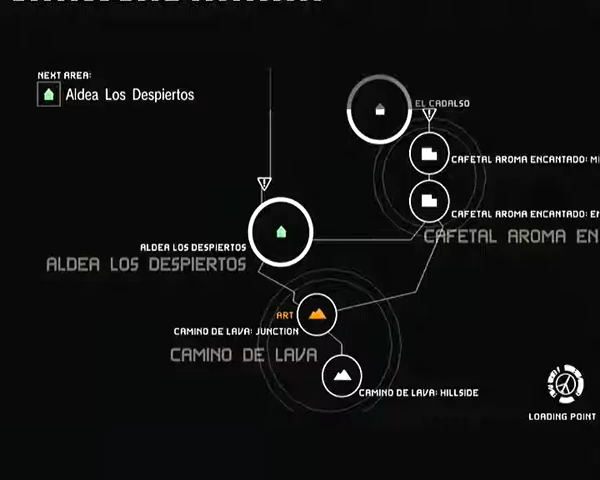 NEXT AREA:
Aldea Los Despiertos
EL CADALSO
CAFETAL AROMA ENCANTADO:
CAFETAL AROMA ENCANTADO:
CAFETAL AROMA
ALDEA LOS DESPIERTOS
ALDEA LOS DESPIERTOS
ART
CAMINO DE LAVA: JUNCTION
CAMINO DE LAVA
CAMINO DE LAVA: HILLSIDE
LOADING POINT